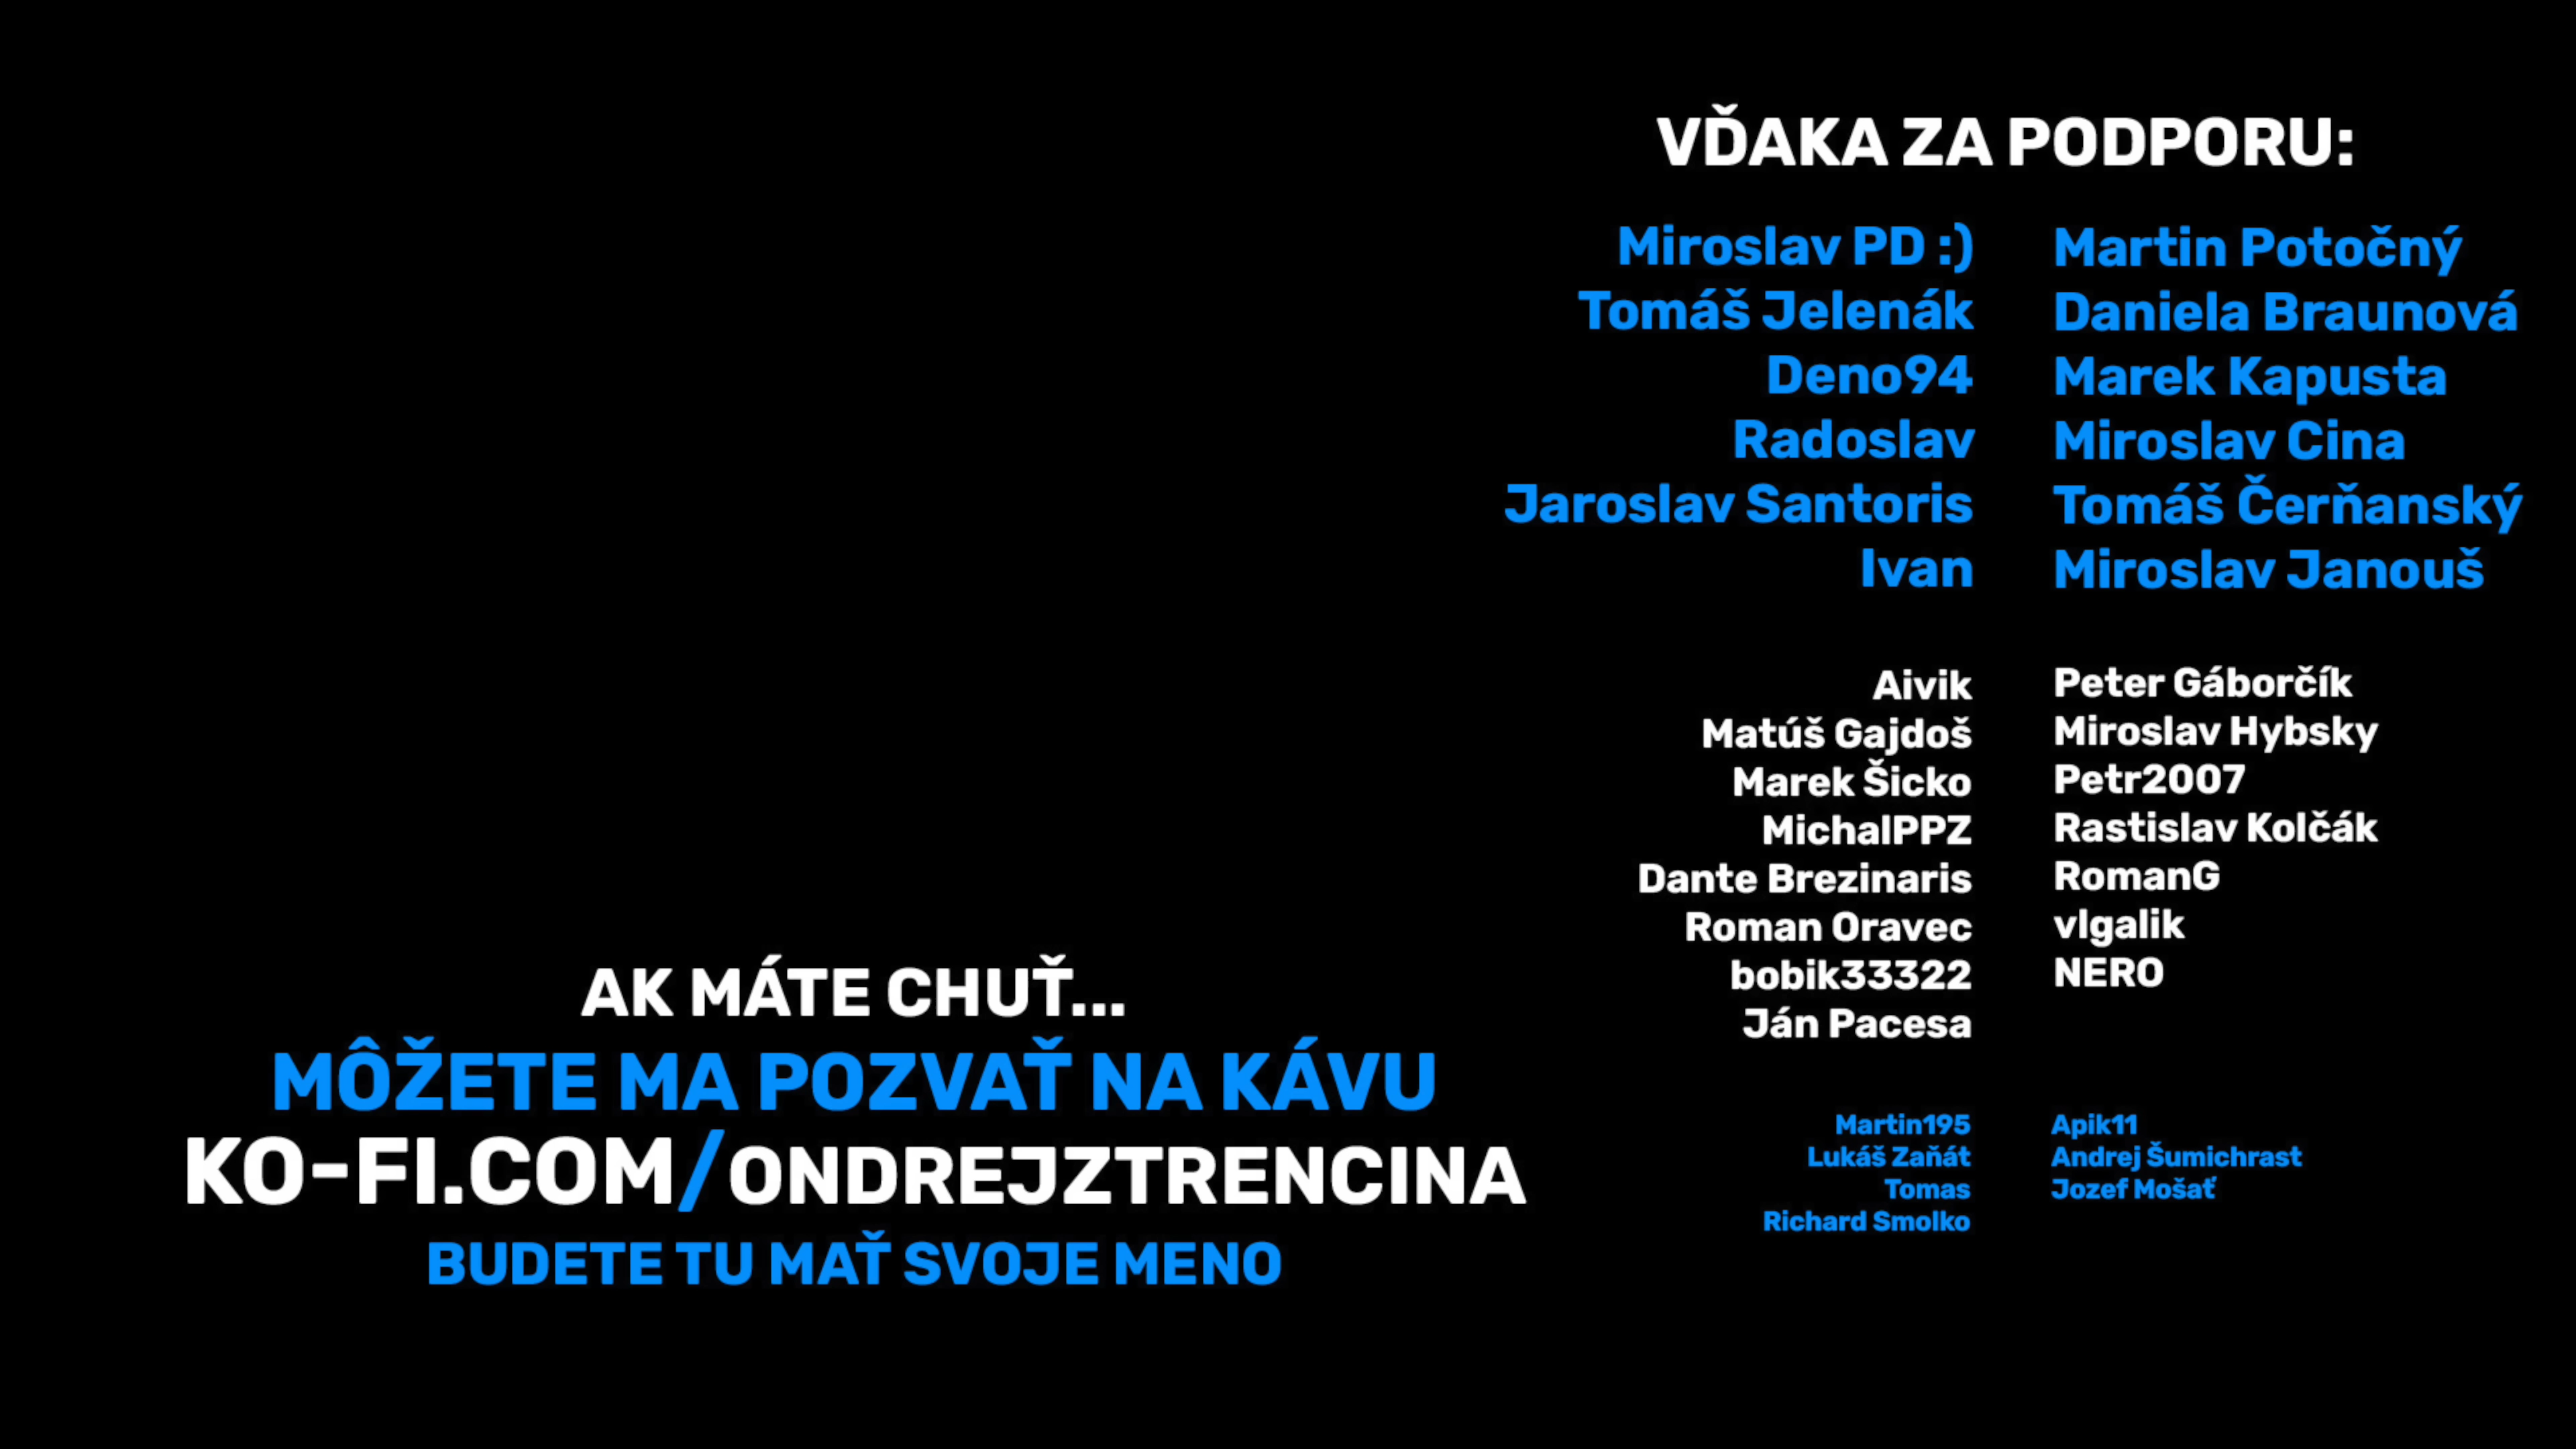 VĎAKA ZA PODPORU:
Miroslav PD :)
Tomáš Jelenák
Deno94
Radoslav
Jaroslav Santoris
Ivan
Martin Potočný
Daniela Braunová
Marek Kapusta
Miroslav Cina
Tomáš Čerňanský
Miroslav Janouš
Aivik
Matúš Gajdoš
Marek Šicko
MichalPPZ
Dante Brezinaris
Roman Oravec
bobik33322
Ján Pacesa
Peter Gáborčík
Miroslav Hybsky
Petr2007
Rastislav Kolčák
RomanG
vlgalik
NERO
Martin195
Lukáš Zaňát
Tomas
Richard Smolko
Apik11
Andrej Šumichrast
Jozef Mošať
AK MÁTE CHUŤ...
MÔŽETE MA POZVAŤ NA KÁVU
KO-FI.COM/ONDREJZTRENCINA
BUDETE TU MAŤ SVOJE MENO